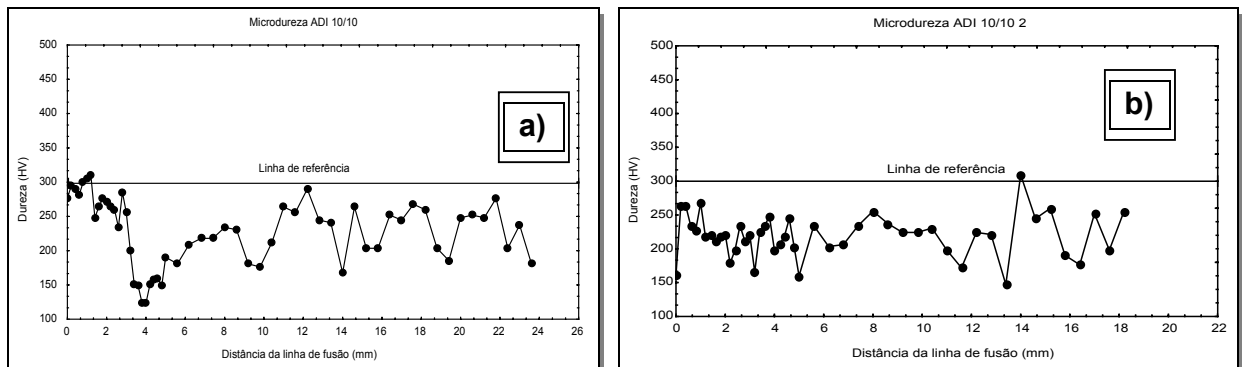 Microdureza ADI 10/10
500
450
400
350
300
250
200
150
100
Dureza (HV)
a)
Linha de referência
0 2 4 6 8 10 12 14 16 18 20 22 24 26
Distância da linha de fusão (mm)
Microdureza ADI 10/10 2
500
450
400
350
300
250
200
150
100
Dureza (HV)
b)
Linha de referência
0 2 4 6 8 10 12 14 16 18 20 22
Distância da linha de fusão (mm)